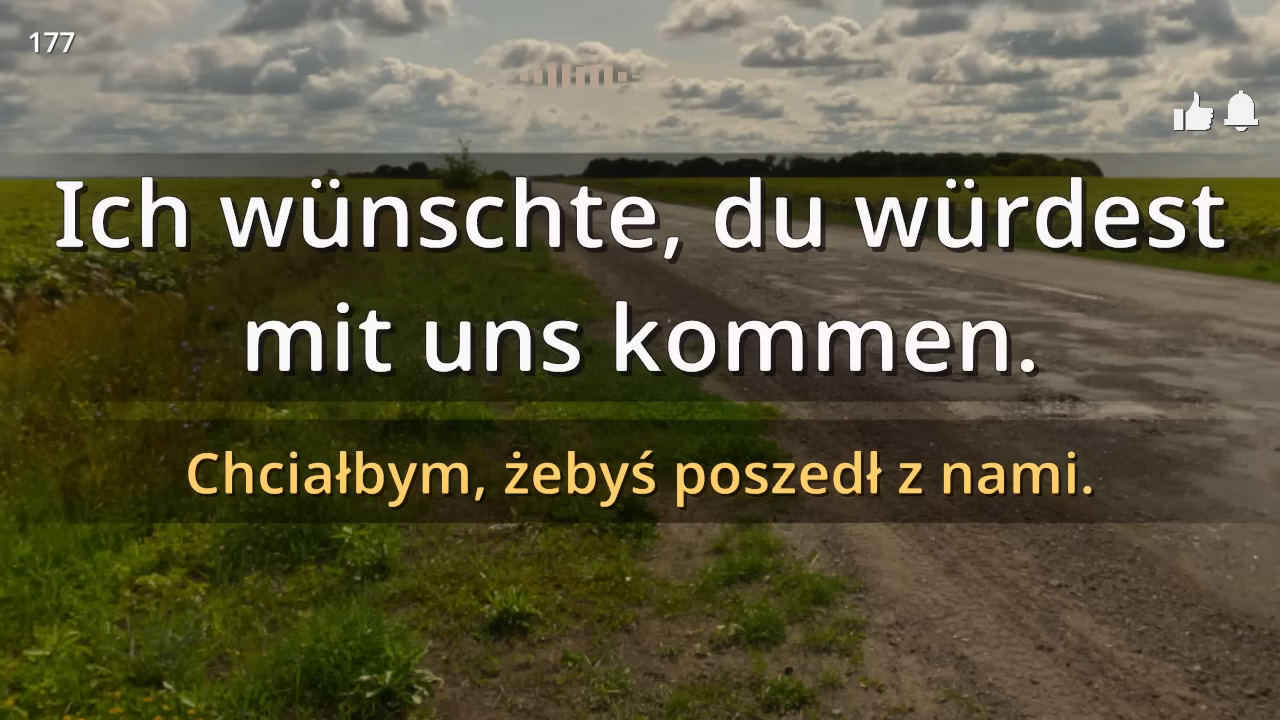 177
Ich wünschte, du würdest
mit uns kommen.
Chciałbym, żebyś poszedł z nami.